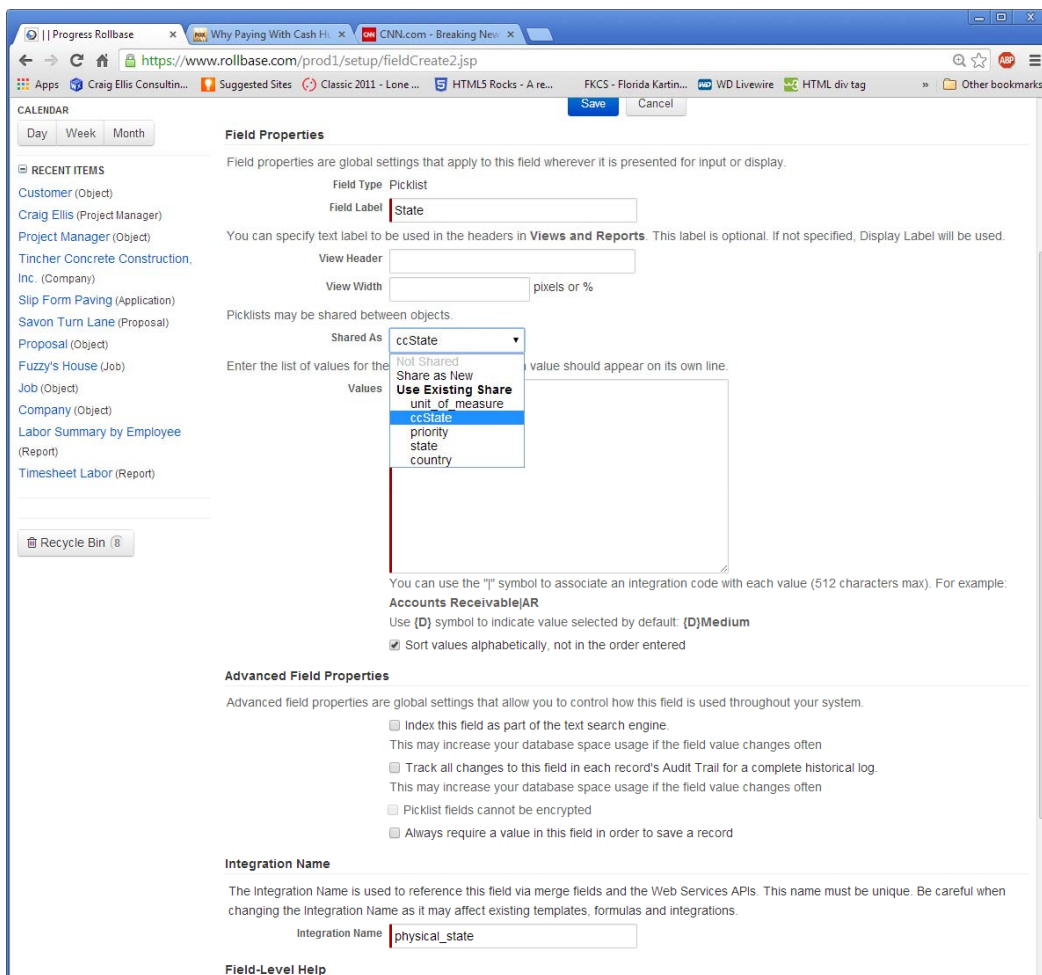 | | Progress Rollbase
Why Paying With Cash Hu
CNN.com - Breaking New
https://www.rollbase.com/prod1/setup/fieldCreate2.jsp
ABP
Apps Craig Ellis Consultin... Suggested Sites Classic 2011 - Lone ... HTML5 Rocks - A re... FKCS - Florida Kartin... WD Livewire HTML div tag » Other bookmarks
CALENDAR
Day Week Month
RECENT ITEMS
Customer (Object)
Craig Ellis (Project Manager)
Project Manager (Object)
Tincher Concrete Construction,
Inc. (Company)
Slip Form Paving (Application)
Savon Turn Lane (Proposal)
Proposal (Object)
Fuzzy's House (Job)
Job (Object)
Company (Object)
Labor Summary by Employee
(Report)
Timesheet Labor (Report)
Recycle Bin 8
Save Cancel
Field Properties
Field properties are global settings that apply to this field wherever it is presented for input or display.
Field Type Picklist
Field Label State
You can specify text label to be used in the headers in Views and Reports. This label is optional. If not specified, Display Label will be used.
View Header
View Width pixels or %
Picklists may be shared between objects.
Shared As ccState
Not Shared
Share as New
Use Existing Share
unit_of_measure
ccState
priority
state
country
Enter the list of values for the value should appear on its own line.
Values
You can use the "|" symbol to associate an integration code with each value (512 characters max). For example:
Accounts Receivable|AR
Use {D} symbol to indicate value selected by default: {D}Medium
Sort values alphabetically, not in the order entered
Advanced Field Properties
Advanced field properties are global settings that allow you to control how this field is used throughout your system.
Index this field as part of the text search engine.
This may increase your database space usage if the field value changes often
Track all changes to this field in each record's Audit Trail for a complete historical log.
This may increase your database space usage if the field value changes often
Picklist fields cannot be encrypted
Always require a value in this field in order to save a record
Integration Name
The Integration Name is used to reference this field via merge fields and the Web Services APIs. This name must be unique. Be careful when
changing the Integration Name as it may affect existing templates, formulas and integrations.
Integration Name physical_state
Field-Level Help